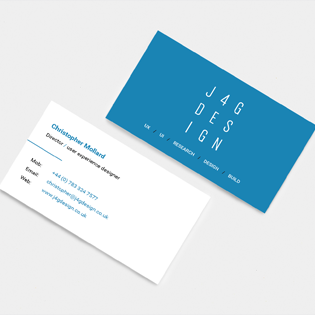 J4G
DES
IGN
UX / UI / RESEARCH / DESIGN / BUILD
Christopher Mollard
Director / user experience designer
Mob: +44 (0) 783 324 7577
Email: christopher@j4gdesign.co.uk
Web: www.j4gdesign.co.uk